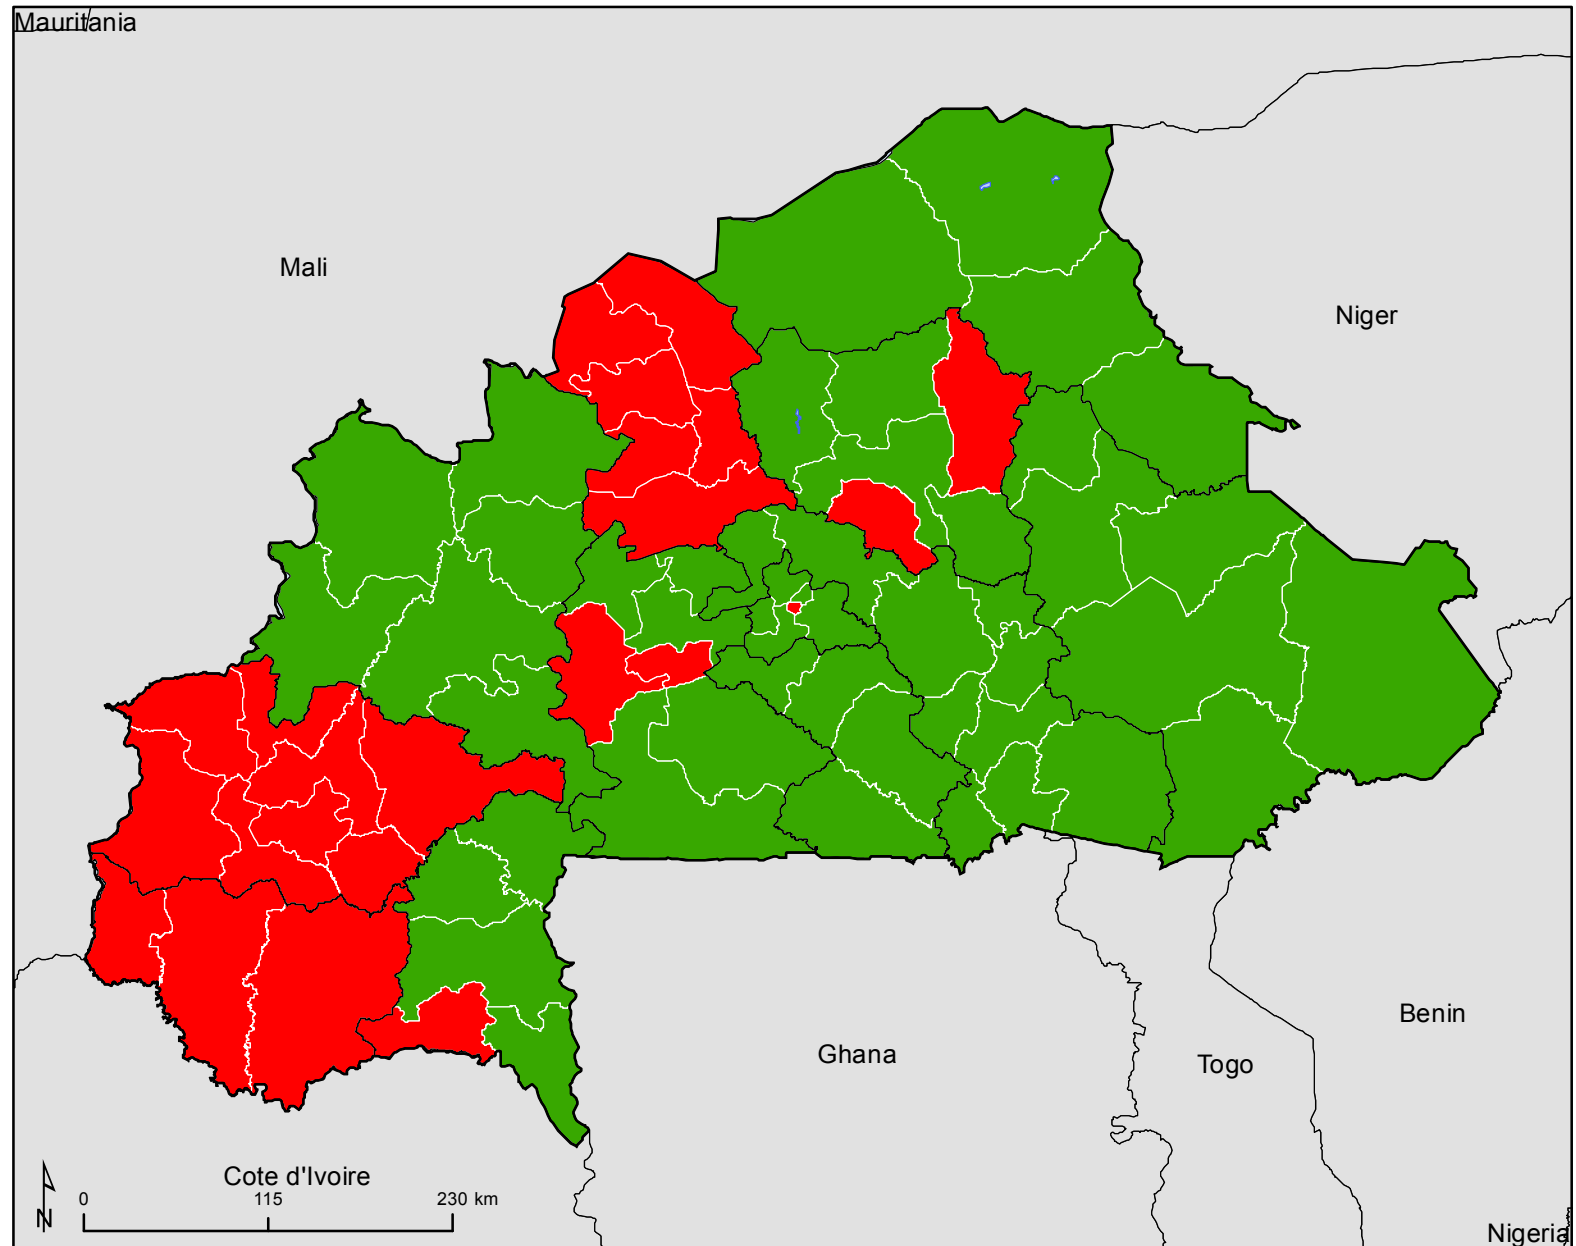 Mauritania
Mali
Niger
Benin
Ghana
Togo
Cote d'Ivoire
0 115 230 km
N
Nigeria